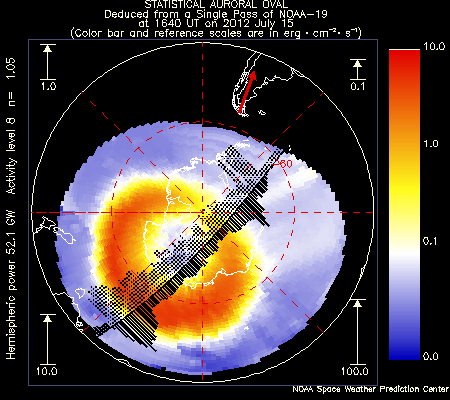 STATISTICAL AURORAL OVAL
Deduced from a Single Pass of NOAA-19
at 1640 UT on 2012 July 15
(Color bar and reference scales are in erg · cm⁻² · s⁻¹)
1.0
0.1
10.0
1.0
0.1
0.0
Hemispheric power 52.1 GW Activity level 8 n= 1.05
-60
10.0
100.0
NOAA Space Weather Prediction Center